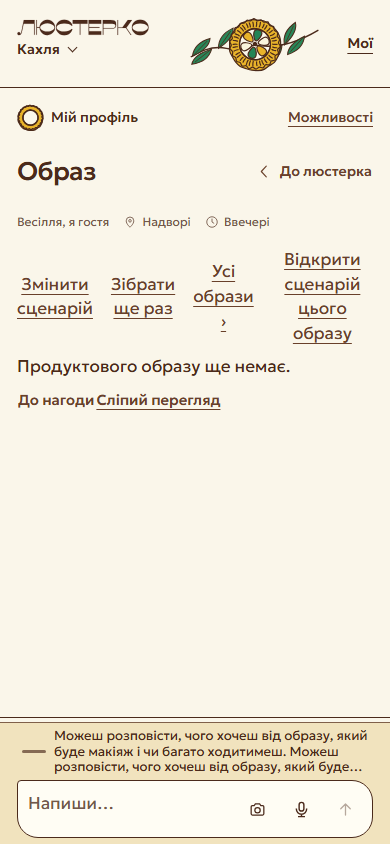 ЛЮСТЕРКО
Кахля
Мої
Мій профіль
Можливості
Образ
До люстерка
Весілля, я гостя
Надворі
Ввечері
Змінити
сценарій
Зібрати
ще раз
Усі
образи
›
Відкрити
сценарій
цього
образу
Продуктового образу ще немає.
До нагоди Сліпий перегляд
Можеш розповісти, чого хочеш від образу, який
буде макіяж і чи багато ходитимеш. Можеш
розповісти, чого хочеш від образу, який буде...
Напиши...